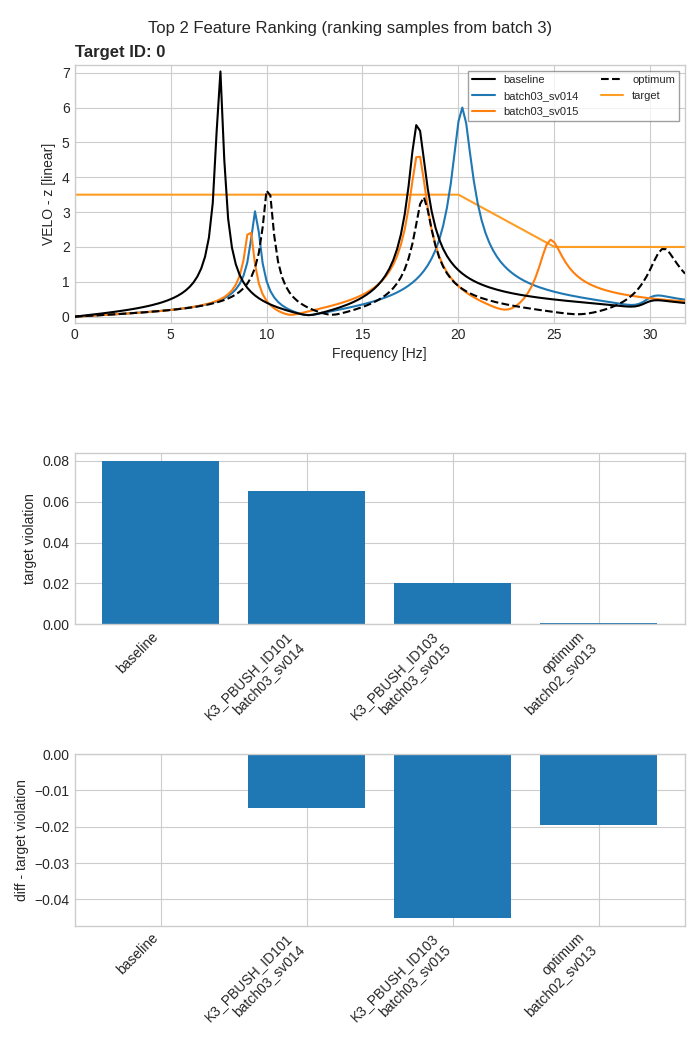 Top 2 Feature Ranking (ranking samples from batch 3)
Target ID: 0
baseline
batch03_sv014
batch03_sv015
optimum
target
VELO - z [linear]
7
6
5
4
3
2
1
0
0 5 10 15 20 25 30
Frequency [Hz]
target violation
0.08
0.06
0.04
0.02
0.00
baseline
K3_PBUSH_ID101
batch03_sv014
K3_PBUSH_ID103
batch03_sv015
optimum
batch02_sv013
diff - target violation
0.00
−0.01
−0.02
−0.03
−0.04
baseline
K3_PBUSH_ID101
batch03_sv014
K3_PBUSH_ID103
batch03_sv015
optimum
batch02_sv013